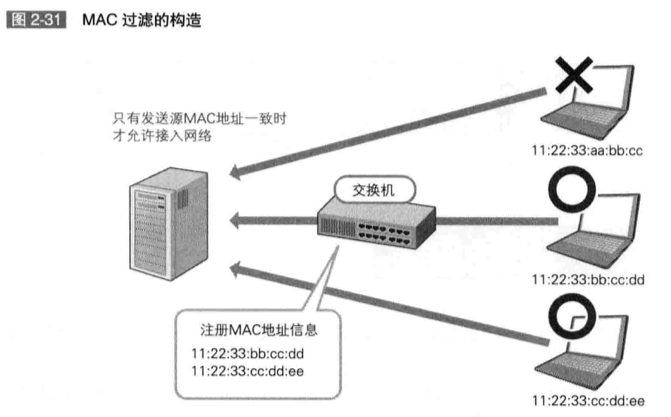 图 2-31 MAC 过滤的构造
只有发送源MAC地址一致时
才允许接入网络
11:22:33:aa:bb:cc
交换机
11:22:33:bb:cc:dd
注册MAC地址信息
11:22:33:bb:cc:dd
11:22:33:cc:dd:ee
11:22:33:cc:dd:ee